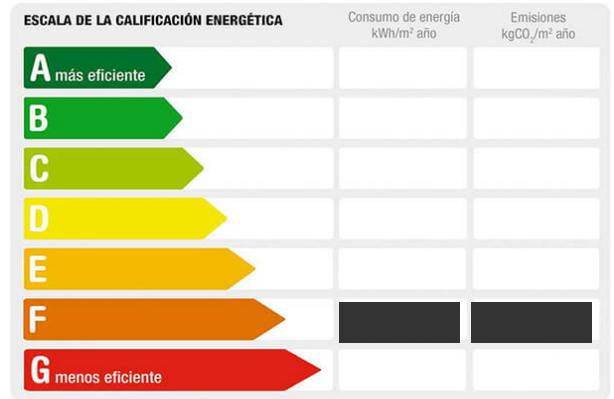 ESCALA DE LA CALIFICACIÓN ENERGÉTICA
Consumo de energía
kWh/m² año
Emisiones
kgCO₂/m² año
A más eficiente
B
C
D
E
F
G menos eficiente